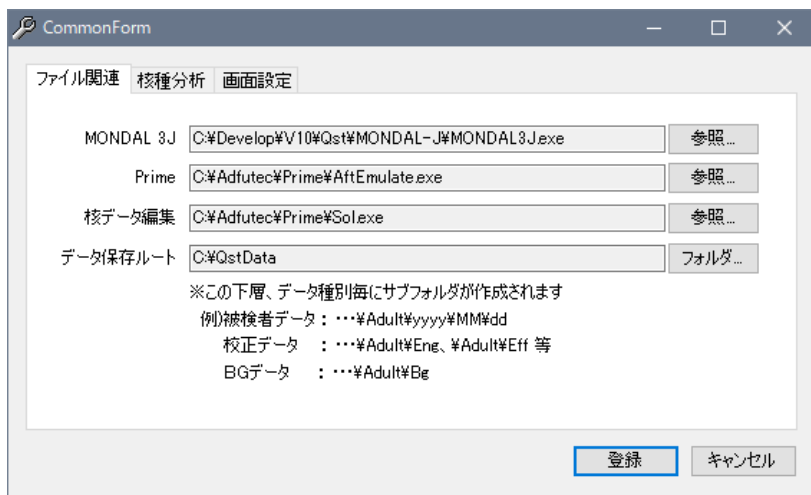 CommonForm
ファイル関連 核種分析 画面設定
MONDAL 3J C:¥Develop¥V10¥Qst¥MONDAL-J¥MONDAL3J.exe 参照...
Prime C:¥Adfutec¥Prime¥AftEmulate.exe 参照...
核データ編集 C:¥Adfutec¥Prime¥Sol.exe 参照...
データ保存ルート C:¥QstData フォルダ...
※この下層、データ種別毎にサブフォルダが作成されます
例)被検者データ：…¥Adult¥yyyy¥MM¥dd
校正データ ：…¥Adult¥Eng、¥Adult¥Eff 等
BGデータ ：…¥Adult¥Bg
登録 キャンセル